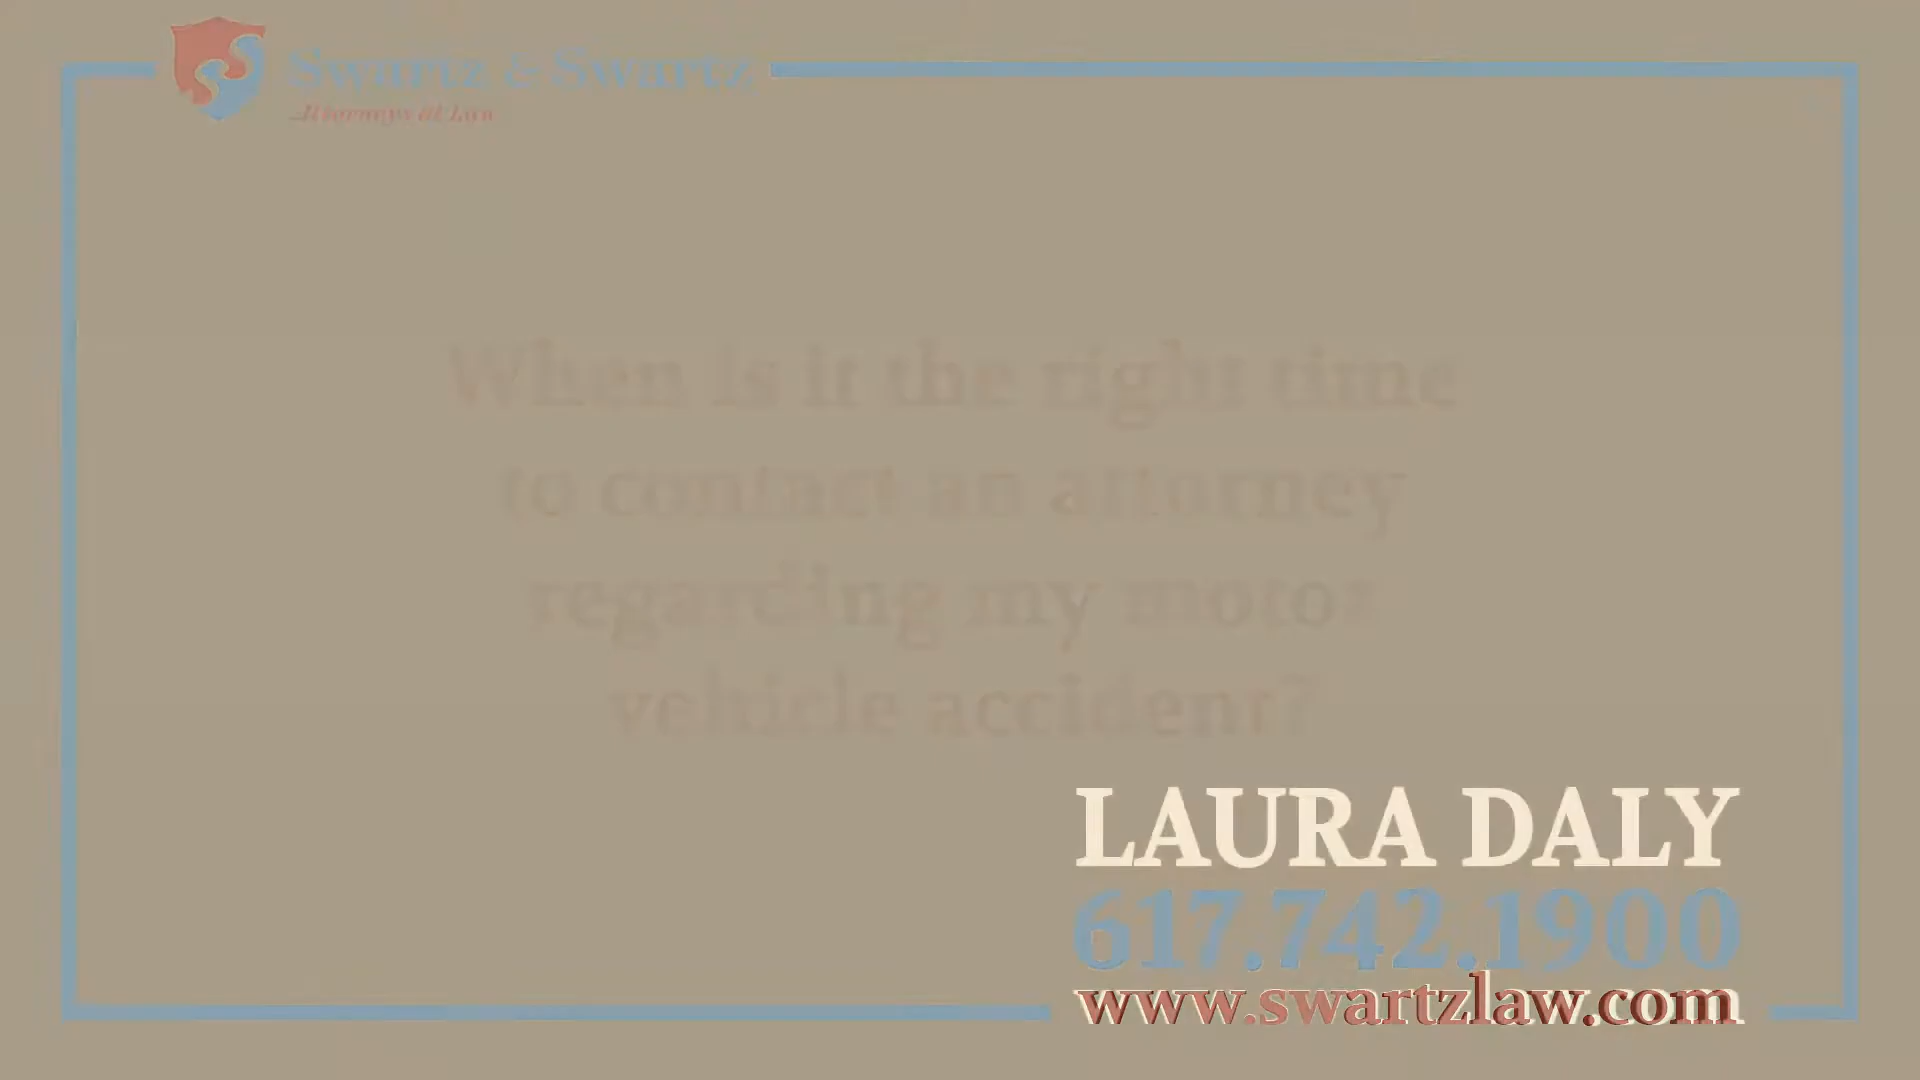 Swartz & Swartz
Attorneys at Law
When is it the right time
to contact an attorney
regarding my motor
vehicle accident?
LAURA DALY
617.742.1900
www.swartzlaw.com